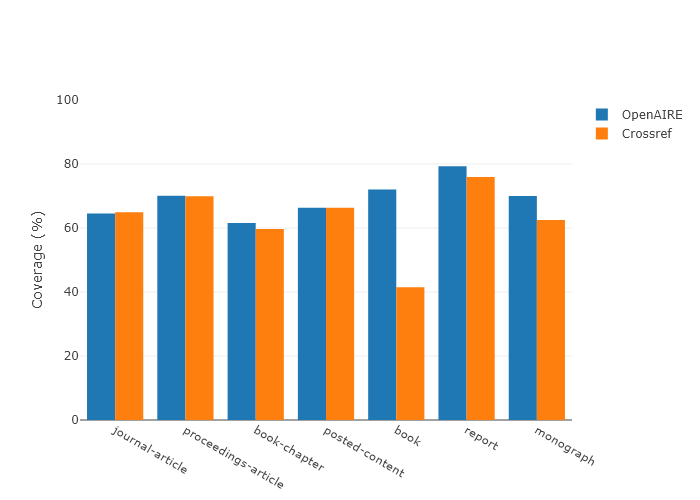 100
80
60
40
20
0
Coverage (%)
journal-article
proceedings-article
book-chapter
posted-content
book
report
monograph
OpenAIRE
Crossref